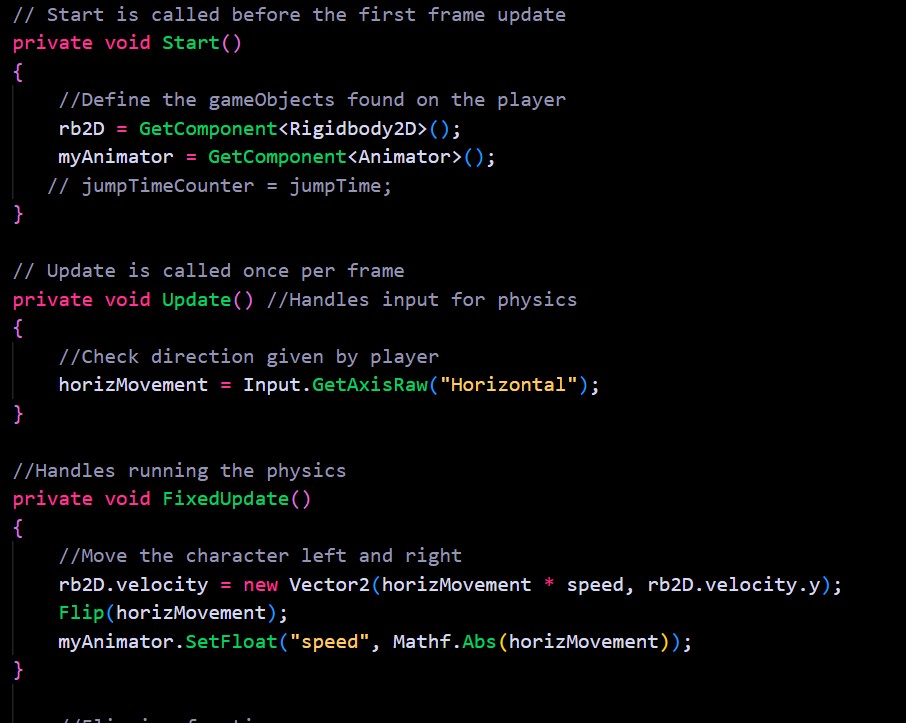 // Start is called before the first frame update
private void Start()
{
    //Define the gameObjects found on the player
    rb2D = GetComponent<Rigidbody2D>();
    myAnimator = GetComponent<Animator>();
   // jumpTimeCounter = jumpTime;
}

// Update is called once per frame
private void Update() //Handles input for physics
{
    //Check direction given by player
    horizMovement = Input.GetAxisRaw("Horizontal");
}

//Handles running the physics
private void FixedUpdate()
{
    //Move the character left and right
    rb2D.velocity = new Vector2(horizMovement * speed, rb2D.velocity.y);
    Flip(horizMovement);
    myAnimator.SetFloat("speed", Mathf.Abs(horizMovement));
}